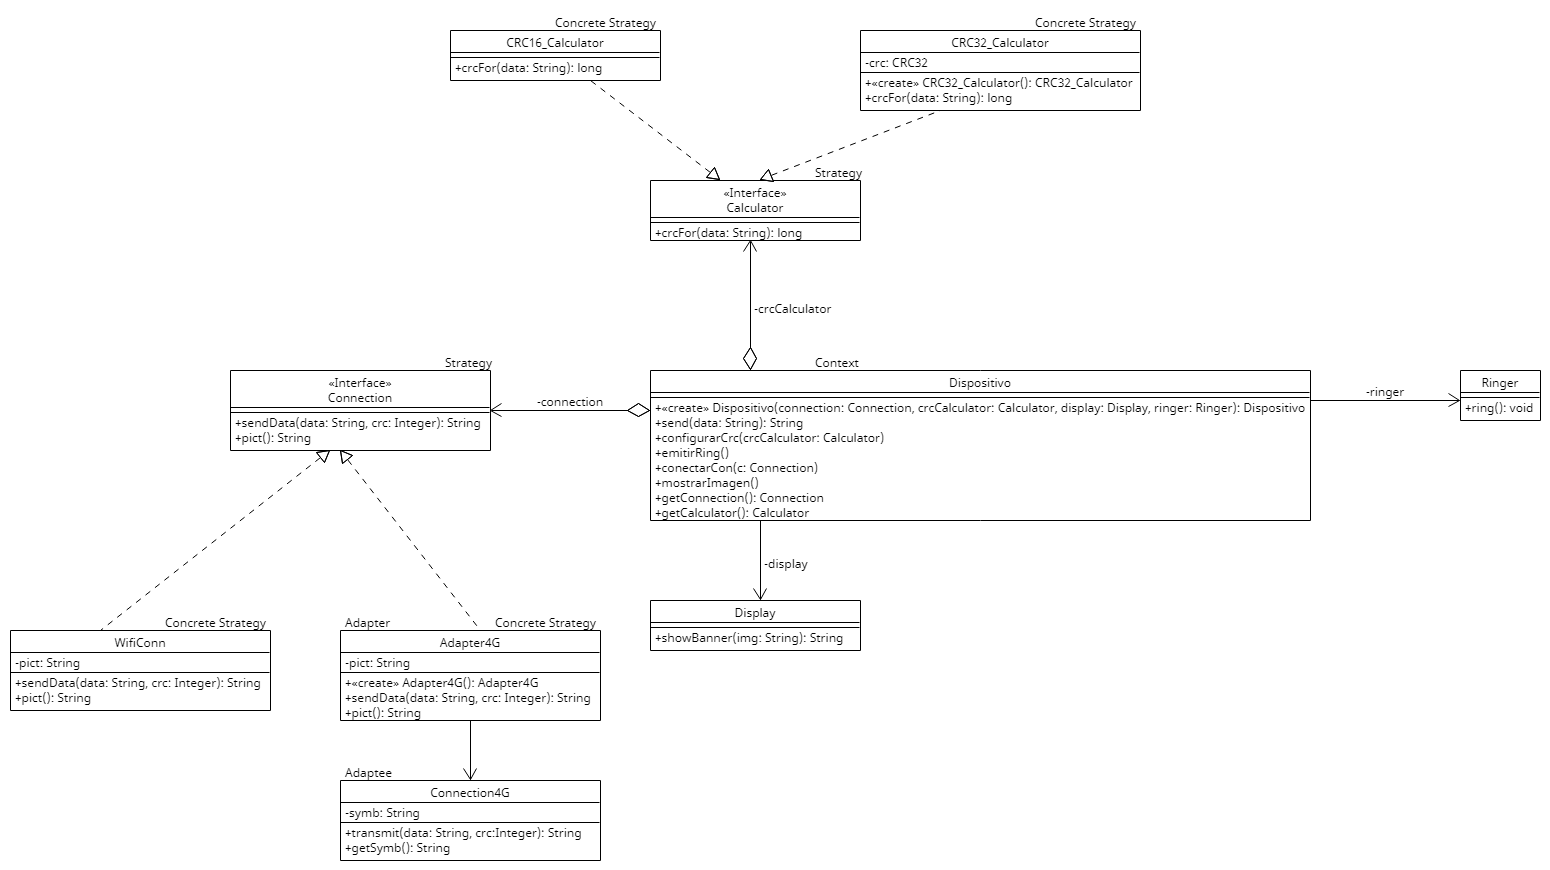 Concrete Strategy
CRC16_Calculator
+crcFor(data: String): long
Concrete Strategy
CRC32_Calculator
-crc: CRC32
+«create» CRC32_Calculator(): CRC32_Calculator
+crcFor(data: String): long
Strategy
«Interface»
Calculator
+crcFor(data: String): long
-crcCalculator
Strategy
«Interface»
Connection
+sendData(data: String, crc: Integer): String
+pict(): String
-connection
Context
Dispositivo
+«create» Dispositivo(connection: Connection, crcCalculator: Calculator, display: Display, ringer: Ringer): Dispositivo
+send(data: String): String
+configurarCrc(crcCalculator: Calculator)
+emitirRing()
+conectarCon(c: Connection)
+mostrarImagen()
+getConnection(): Connection
+getCalculator(): Calculator
-ringer
Ringer
+ring(): void
-display
Display
+showBanner(img: String): String
Concrete Strategy
WifiConn
-pict: String
+sendData(data: String, crc: Integer): String
+pict(): String
Adapter
Concrete Strategy
Adapter4G
-pict: String
+«create» Adapter4G(): Adapter4G
+sendData(data: String, crc: Integer): String
+pict(): String
Adaptee
Connection4G
-symb: String
+transmit(data: String, crc:Integer): String
+getSymb(): String